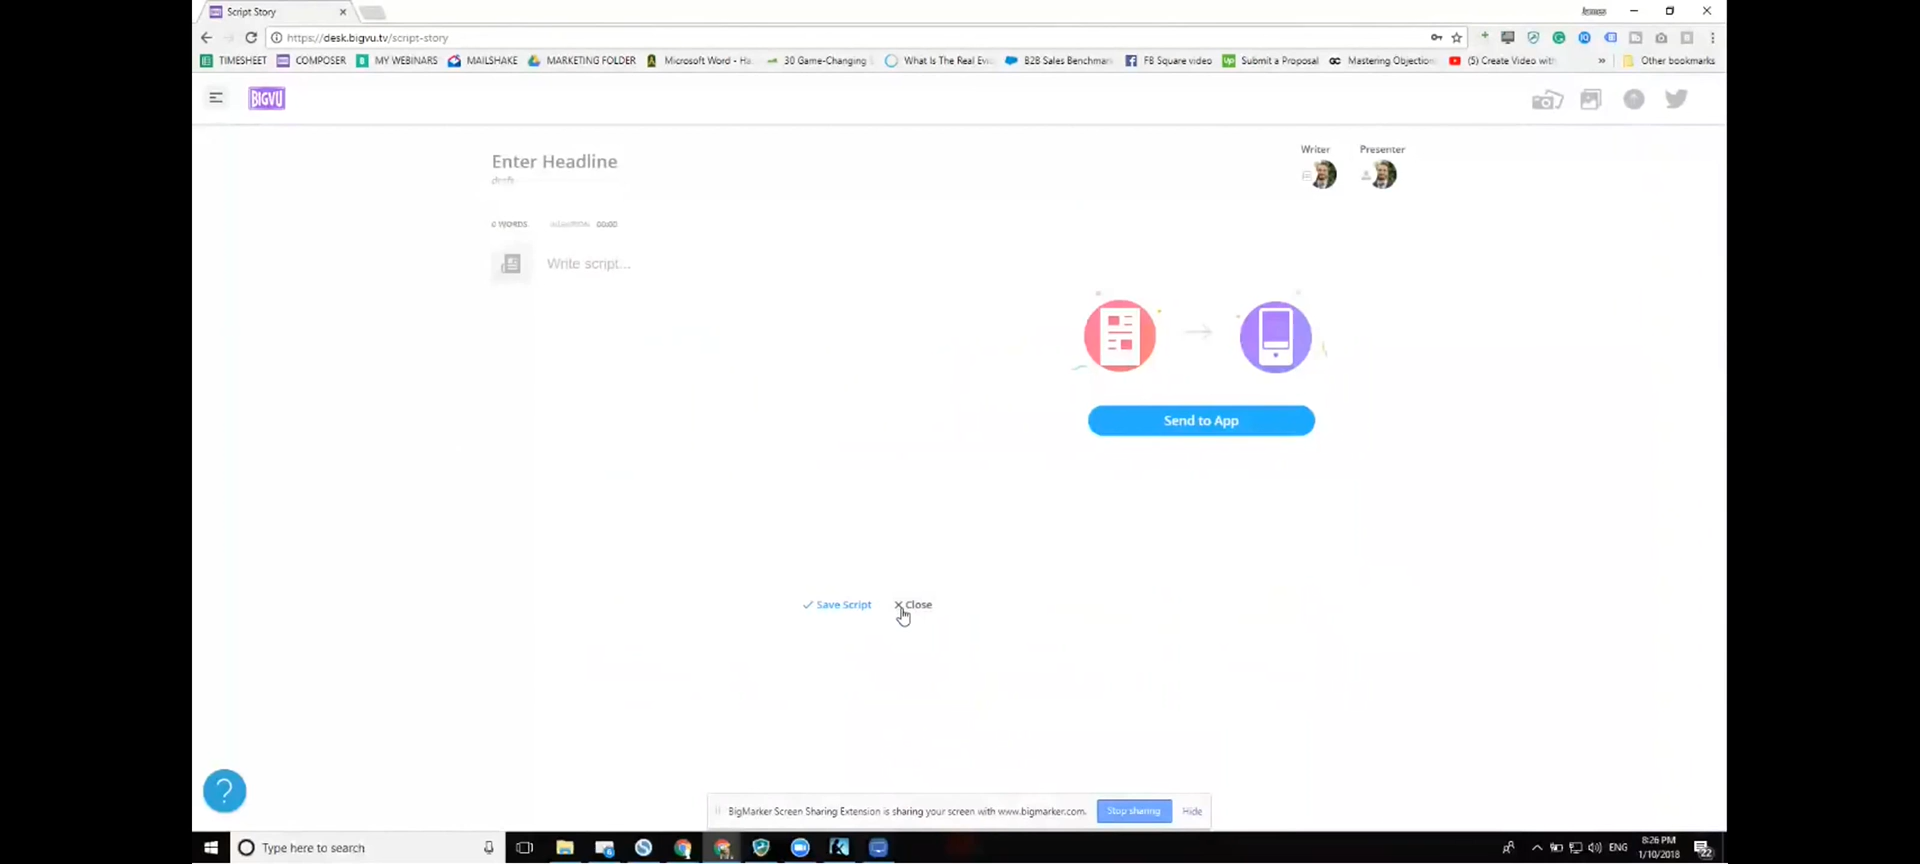 Script Story
https://desk.bigvu.tv/script-story
TIMESHEET COMPOSER MY WEBINARS MAILSHAKE MARKETING FOLDER Microsoft Word - Ha 30 Game-Changing What Is The Real Evi B2B Sales Benchmar FB Square video Submit a Proposal Mastering Objection (5) Create Video with » Other bookmarks
BIGVU
Writer Presenter
Enter Headline
draft
0 WORDS 00:00
Write script...
Send to App
Save Script Close
?
BigMarker Screen Sharing Extension is sharing your screen with www.bigmarker.com. Stop sharing Hide
Type here to search ENG 8:26 PM
1/10/2018 22